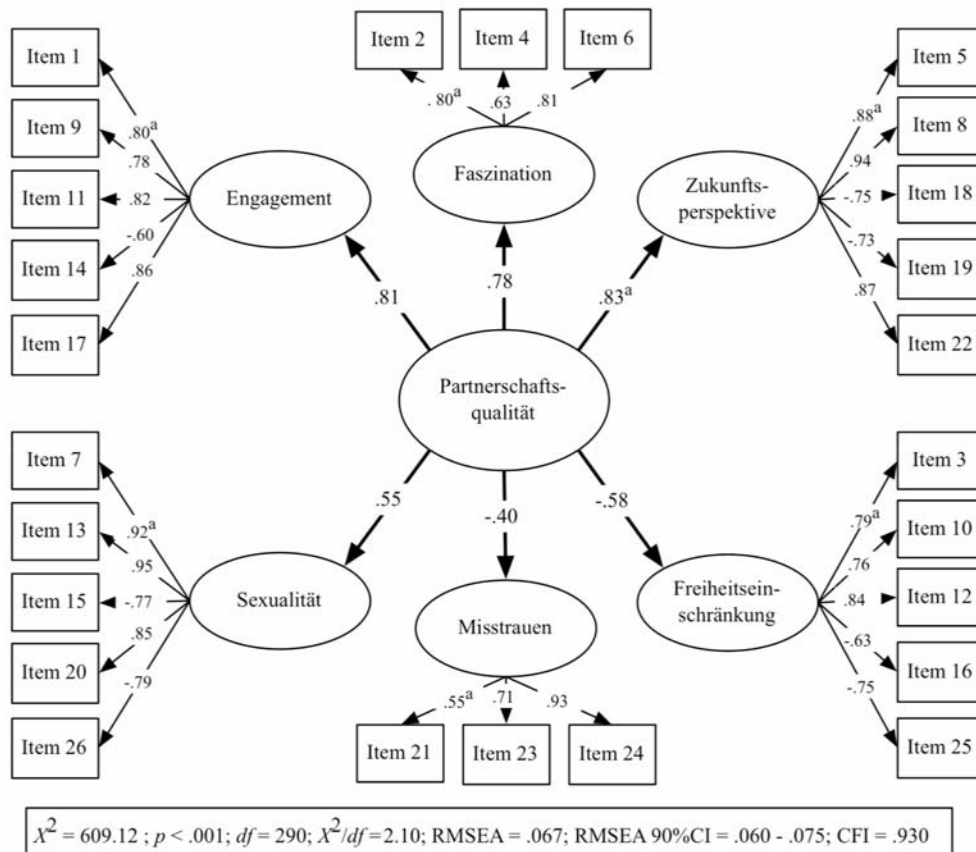 Item 1
Item 9
Item 11
Item 14
Item 17
.80a
.78
.82
-.60
.86
Engagement
Item 2
Item 4
Item 6
.80a
.63
.81
Faszination
Item 5
Item 8
Item 18
Item 19
Item 22
.88a
.94
-.75
-.73
.87
Zukunfts-
perspektive
.81
.78
.83a
Partnerschafts-
qualität
.55
-.40
-.58
Item 7
Item 13
Item 15
Item 20
Item 26
.92a
.95
-.77
.85
-.79
Sexualität
Misstrauen
.55a
.71
.93
Item 21
Item 23
Item 24
Freiheitsein-
schränkung
.79a
.76
.84
-.63
-.75
Item 3
Item 10
Item 12
Item 16
Item 25
X2 = 609.12 ; p < .001; df = 290; X2/df =2.10; RMSEA = .067; RMSEA 90%CI = .060 - .075; CFI = .930